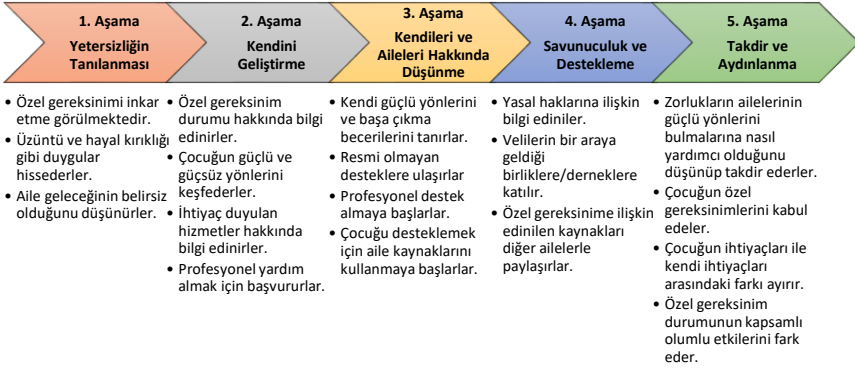 1. Aşama
Yetersizliğin
Tanılanması
2. Aşama
Kendini
Geliştirme
3. Aşama
Kendileri ve
Aileleri Hakkında
Düşünme
4. Aşama
Savunuculuk ve
Destekleme
5. Aşama
Takdir ve
Aydınlanma
• Özel gereksinimi inkar
etme görülmektedir.
• Üzüntü ve hayal kırıklığı
gibi duygular
hissederler.
• Aile geleceğinin belirsiz
olduğunu düşünürler.
• Özel gereksinim
durumu hakkında bilgi
edinirler.
• Çocuğun güçlü ve
güçsüz yönlerini
keşfederler.
• İhtiyaç duyulan
hizmetler hakkında
bilgi edinirler.
• Profesyonel yardım
almak için başvururlar.
• Kendi güçlü yönlerini
ve başa çıkma
becerilerini tanırlar.
• Resmi olmayan
desteklere ulaşırlar
• Profesyonel destek
almaya başlarlar.
• Çocuğu desteklemek
için aile kaynaklarını
kullanmaya başlarlar.
• Yasal haklarına ilişkin
bilgi ediniler.
• Velilerin bir araya
geldiği
birliklere/derneklere
katılır.
• Özel gereksinime ilişkin
edinilen kaynakları
diğer ailelerle
paylaşırlar.
• Zorlukların ailelerinin
güçlü yönlerini
bulmalarına nasıl
yardımcı olduğunu
düşünüp takdir ederler.
• Çocuğun özel
gereksinimlerini kabul
edeler.
• Çocuğun ihtiyaçları ile
kendi ihtiyaçları
arasındaki farkı ayırır.
• Özel gereksinim
durumunun kapsamlı
olumlu etkilerini fark
eder.